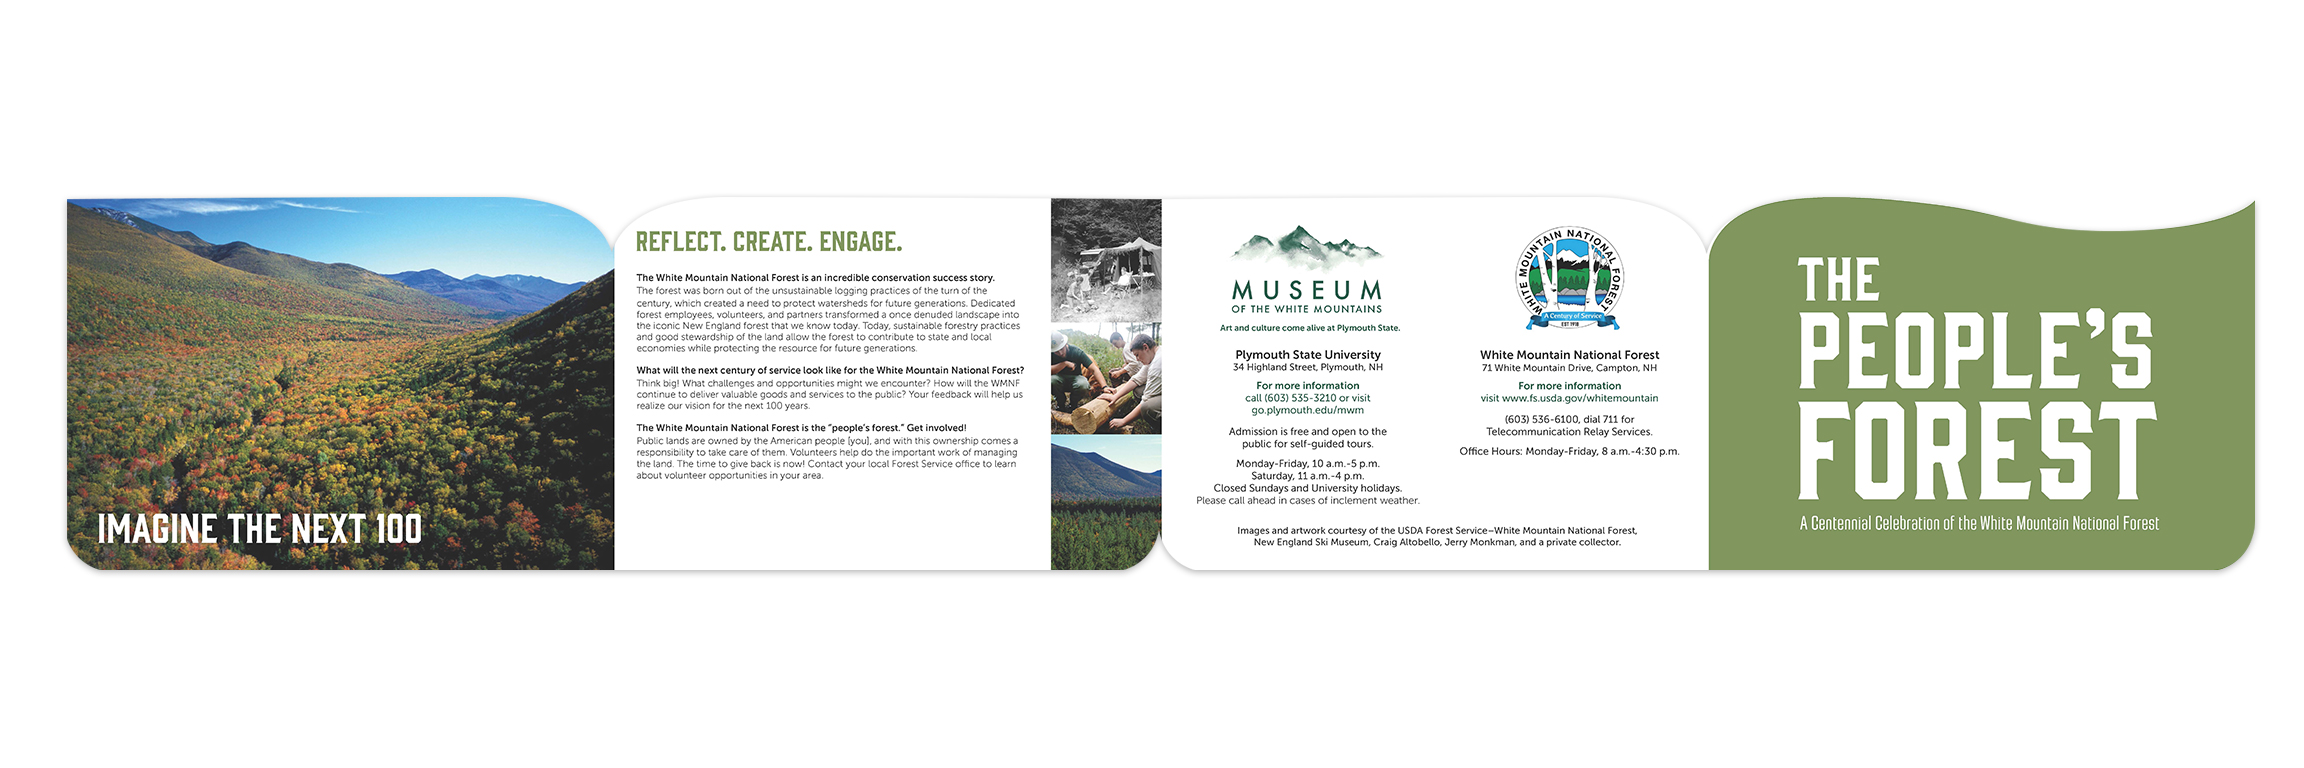 IMAGINE THE NEXT 100
REFLECT. CREATE. ENGAGE.
The White Mountain National Forest is an incredible conservation success story.
The forest was born out of the unsustainable logging practices of the turn of the
century, which created a need to protect watersheds for future generations. Dedicated
forest employees, volunteers, and partners transformed a once denuded landscape into
the iconic New England forest that we know today. Today, sustainable forestry practices
and good stewardship of the land allow the forest to contribute to state and local
economies while protecting the resource for future generations.
What will the next century of service look like for the White Mountain National Forest?
Think big! What challenges and opportunities might we encounter? How will the WMNF
continue to deliver valuable goods and services to the public? Your feedback will help us
realize our vision for the next 100 years.
The White Mountain National Forest is the “people’s forest.” Get involved!
Public lands are owned by the American people [you], and with this ownership comes a
responsibility to take care of them. Volunteers help do the important work of managing
the land. The time to give back is now! Contact your local Forest Service office to learn
about volunteer opportunities in your area.
MUSEUM
OF THE WHITE MOUNTAINS
Art and culture come alive at Plymouth State.
Plymouth State University
34 Highland Street, Plymouth, NH
For more information
call (603) 535-3210 or visit
go.plymouth.edu/mwm
Admission is free and open to the
public for self-guided tours.
Monday-Friday, 10 a.m.-5 p.m.
Saturday, 11 a.m.-4 p.m.
Closed Sundays and University holidays.
Please call ahead in cases of inclement weather.
WHITE MOUNTAIN NATIONAL FOREST
A Century of Service
EST 1918
White Mountain National Forest
71 White Mountain Drive, Campton, NH
For more information
visit www.fs.usda.gov/whitemountain
(603) 536-6100, dial 711 for
Telecommunication Relay Services.
Office Hours: Monday-Friday, 8 a.m.-4:30 p.m.
Images and artwork courtesy of the USDA Forest Service–White Mountain National Forest,
New England Ski Museum, Craig Altobello, Jerry Monkman, and a private collector.
THE
PEOPLE’S
FOREST
A Centennial Celebration of the White Mountain National Forest